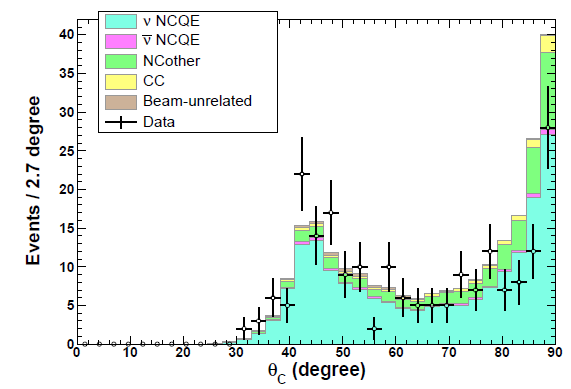 ν NCQE
ν̅ NCQE
NCother
CC
Beam-unrelated
Data
Events / 2.7 degree
40
35
30
25
20
15
10
5
0
0 10 20 30 40 50 60 70 80 90
θC (degree)